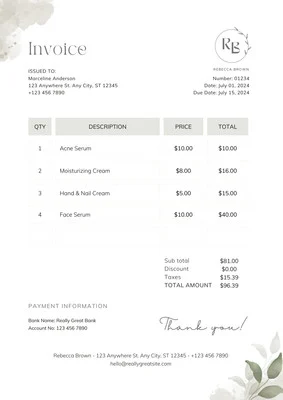 Invoice
RB
REBECCA BROWN
ISSUED TO:
Marceline Anderson
123 Anywhere St. Any City, ST 12345
+123 456 7890
Number: 01234
Date: July 01, 2024
Due Date: July 15, 2024
QTY DESCRIPTION PRICE TOTAL
1 Acne Serum $10.00 $10.00
2 Moisturizing Cream $8.00 $16.00
3 Hand & Nail Cream $5.00 $15.00
4 Face Serum $10.00 $40.00
Sub total $81.00
Discount $0.00
Taxes $15.39
TOTAL AMOUNT $96.39
PAYMENT INFORMATION
Bank Name: Really Great Bank
Account No: 123 456 7890
Thank you!
Rebecca Brown - 123 Anywhere St. Any City, ST 12345 - +123 456 7890
hello@reallygreatsite.com